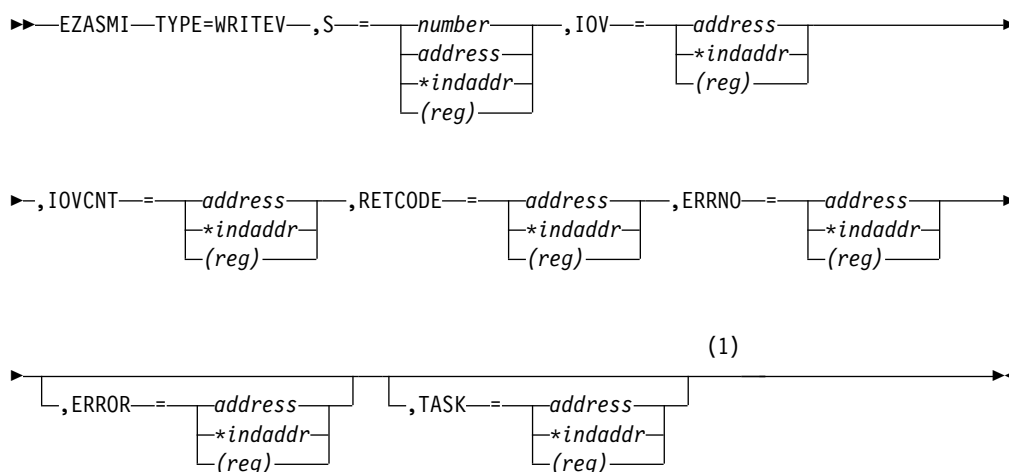 EZASMI TYPE=WRITEV ,S = number ,IOV = address
address *indaddr
*indaddr (reg)
(reg)
,IOVCNT = address ,RETCODE = address ,ERRNO = address
*indaddr *indaddr *indaddr
(reg) (reg) (reg)
(1)
,ERROR = address ,TASK = address
*indaddr *indaddr
(reg) (reg)